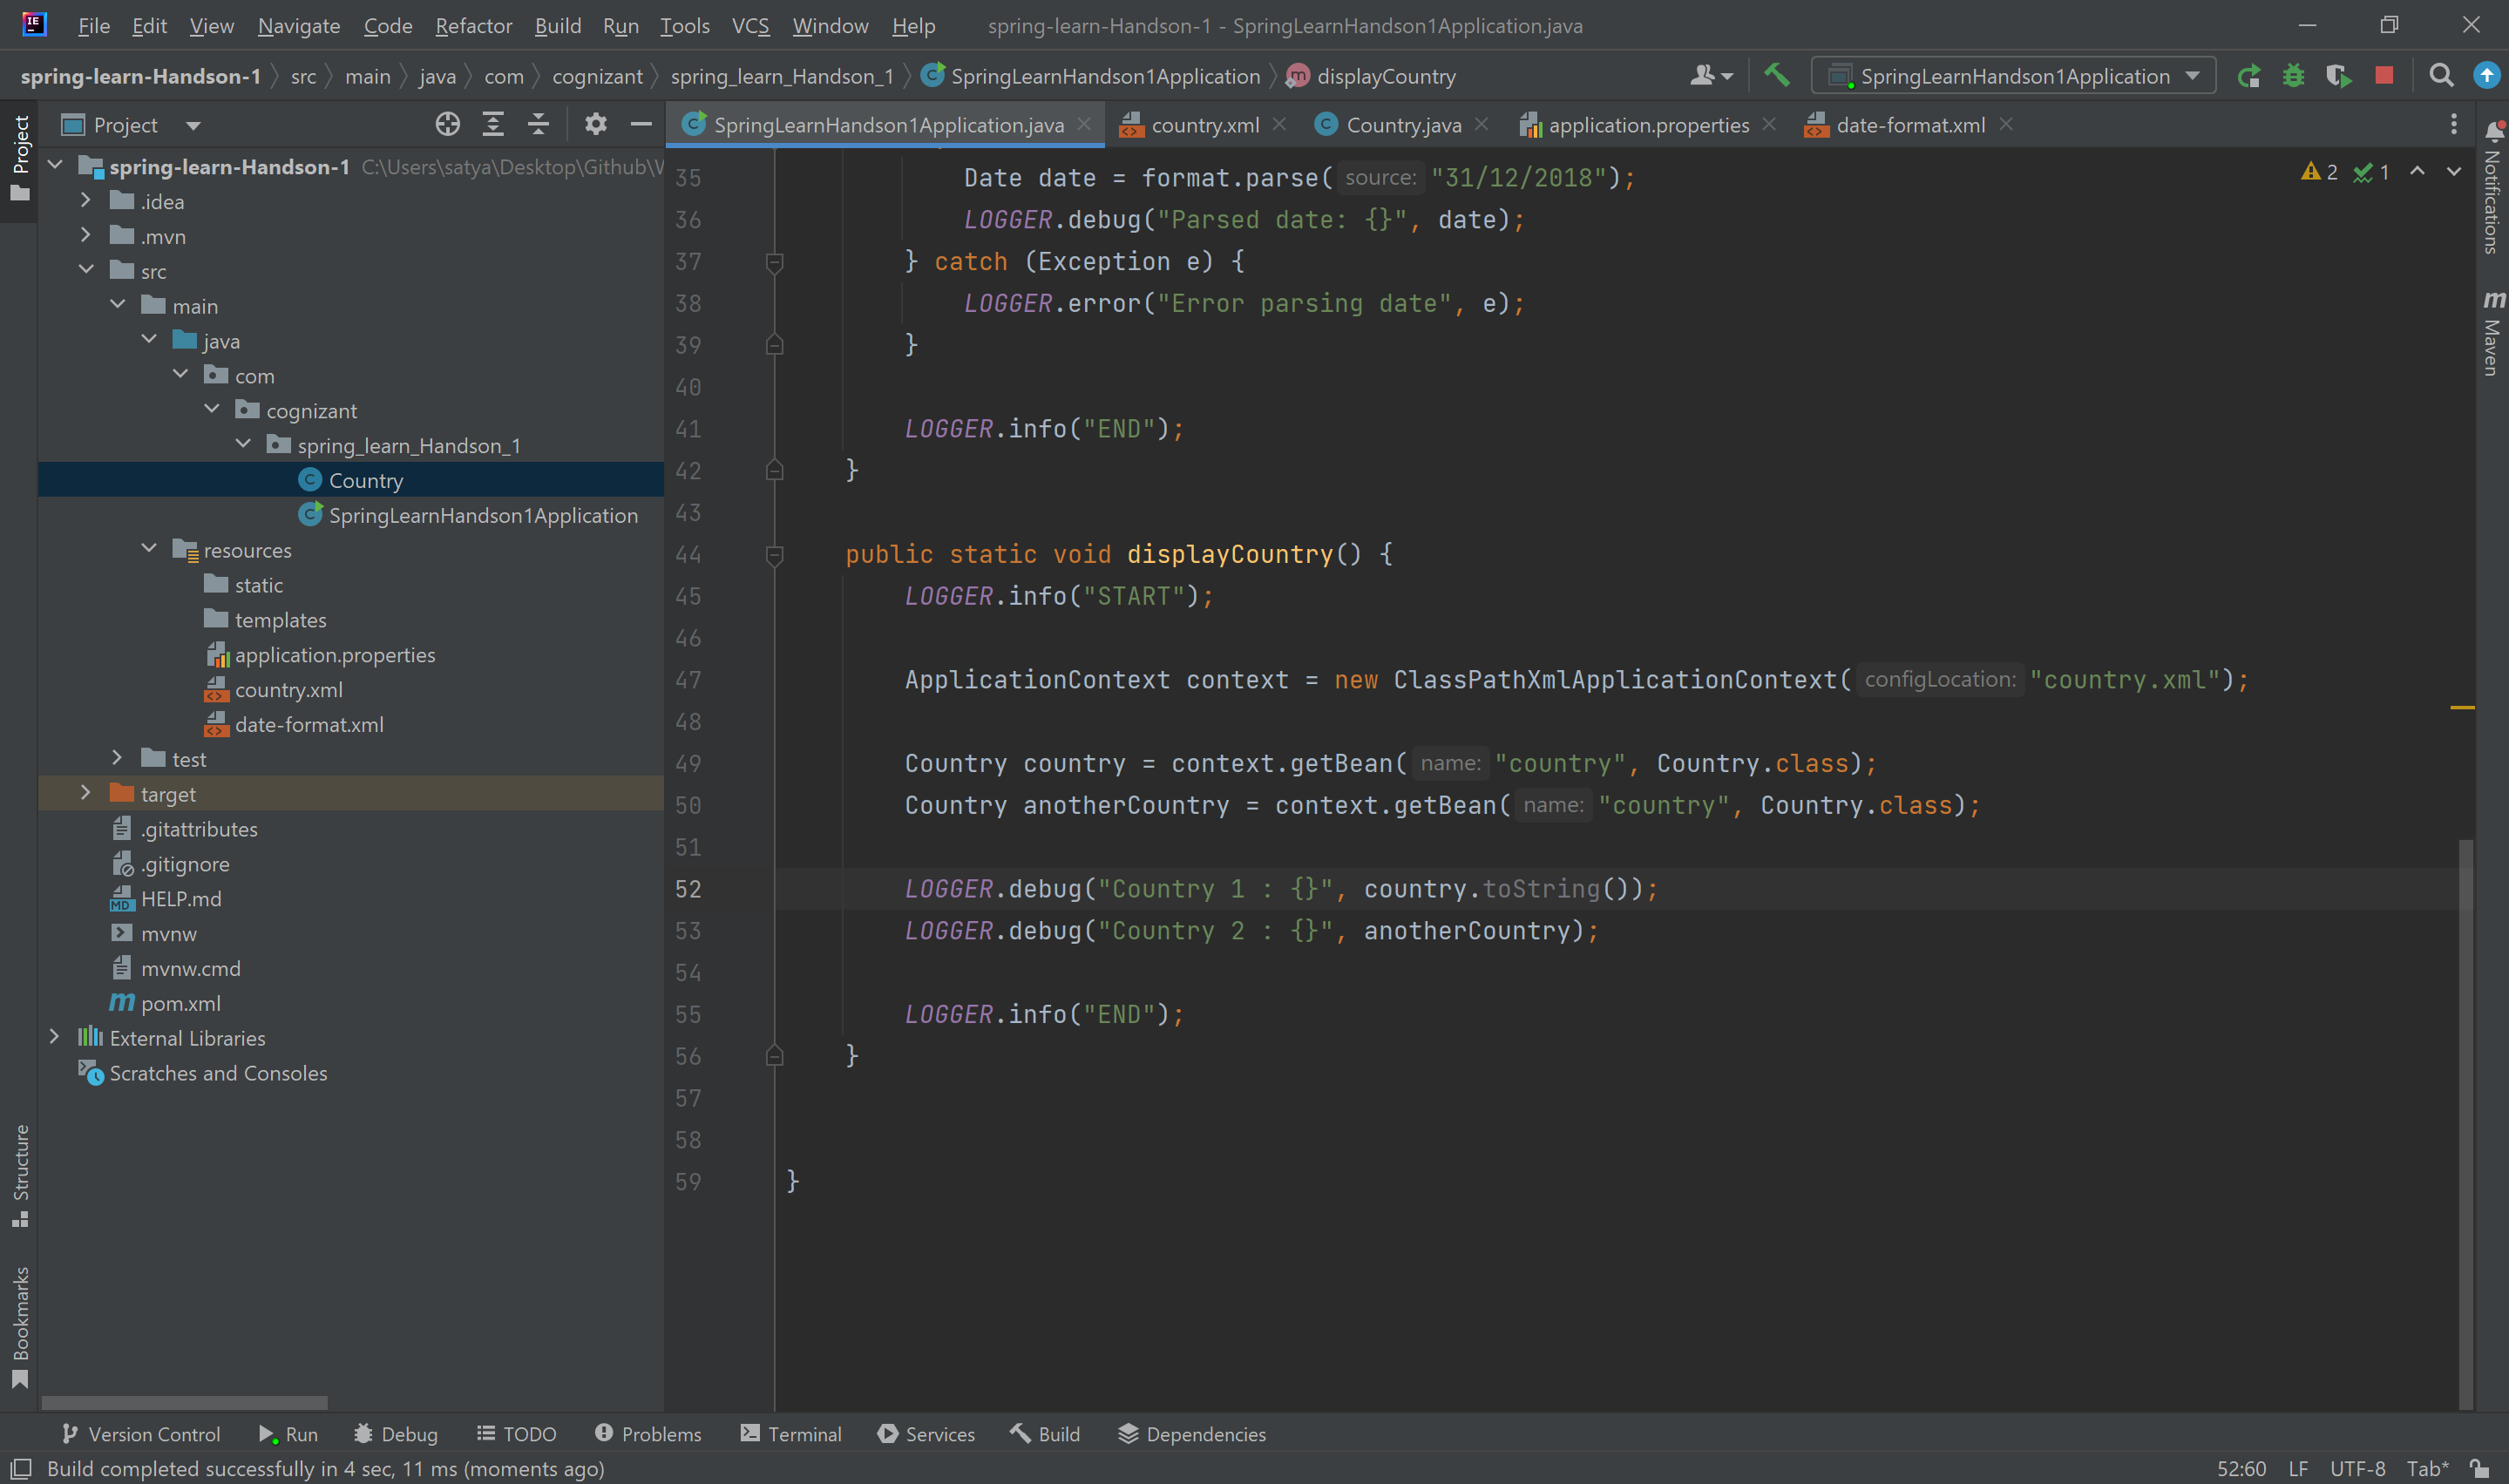 File Edit View Navigate Code Refactor Build Run Tools VCS Window Help spring-learn-Handson-1 - SpringLearnHandson1Application.java
spring-learn-Handson-1 src main java com cognizant spring_learn_Handson_1 SpringLearnHandson1Application displayCountry SpringLearnHandson1Application
Project
SpringLearnHandson1Application.java country.xml Country.java application.properties date-format.xml
spring-learn-Handson-1 C:\Users\satya\Desktop\Github\
.idea
.mvn
src
main
java
com
cognizant
spring_learn_Handson_1
Country
SpringLearnHandson1Application
resources
static
templates
application.properties
country.xml
date-format.xml
test
target
.gitattributes
.gitignore
HELP.md
mvnw
mvnw.cmd
pom.xml
External Libraries
Scratches and Consoles
Project
Structure
Bookmarks
35 Date date = format.parse( source: "31/12/2018");
36 LOGGER.debug("Parsed date: {}", date);
37 } catch (Exception e) {
38 LOGGER.error("Error parsing date", e);
39 }
40
41 LOGGER.info("END");
42 }
43
44 public static void displayCountry() {
45 LOGGER.info("START");
46
47 ApplicationContext context = new ClassPathXmlApplicationContext( configLocation: "country.xml");
48
49 Country country = context.getBean( name: "country", Country.class);
50 Country anotherCountry = context.getBean( name: "country", Country.class);
51
52 LOGGER.debug("Country 1 : {}", country.toString());
53 LOGGER.debug("Country 2 : {}", anotherCountry);
54
55 LOGGER.info("END");
56 }
57
58
59 }
2 1
Notifications
m Maven
Version Control Run Debug TODO Problems Terminal Services Build Dependencies
Build completed successfully in 4 sec, 11 ms (moments ago) 52:60 LF UTF-8 Tab*